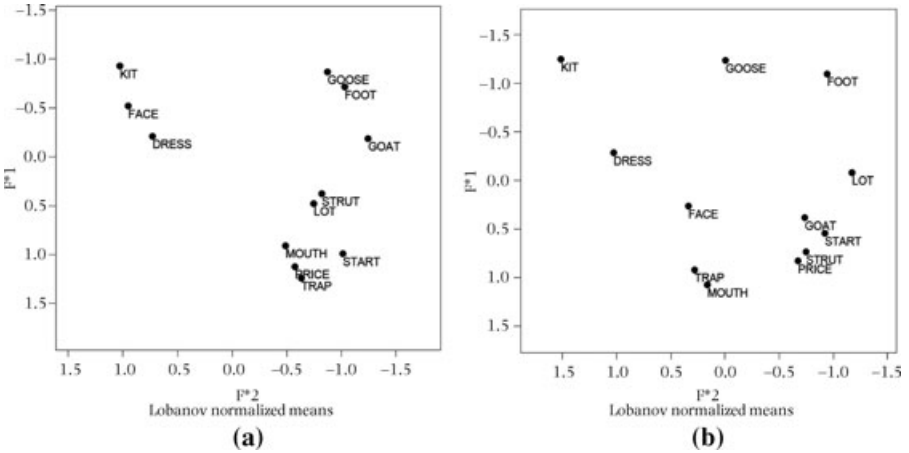 −1.5
−1.0
−0.5
0.0
0.5
1.0
1.5
F*1
KIT
FACE
DRESS
GOOSE
FOOT
GOAT
STRUT
LOT
MOUTH
START
PRICE
TRAP
1.5 1.0 0.5 0.0 −0.5 −1.0 −1.5
F*2
Lobanov normalized means
(a)
−1.5
−1.0
−0.5
0.0
0.5
1.0
1.5
F*1
KIT
GOOSE
FOOT
DRESS
LOT
FACE
GOAT
START
STRUT
PRICE
TRAP
MOUTH
1.5 1.0 0.5 0.0 −0.5 −1.0 −1.5
F*2
Lobanov normalized means
(b)